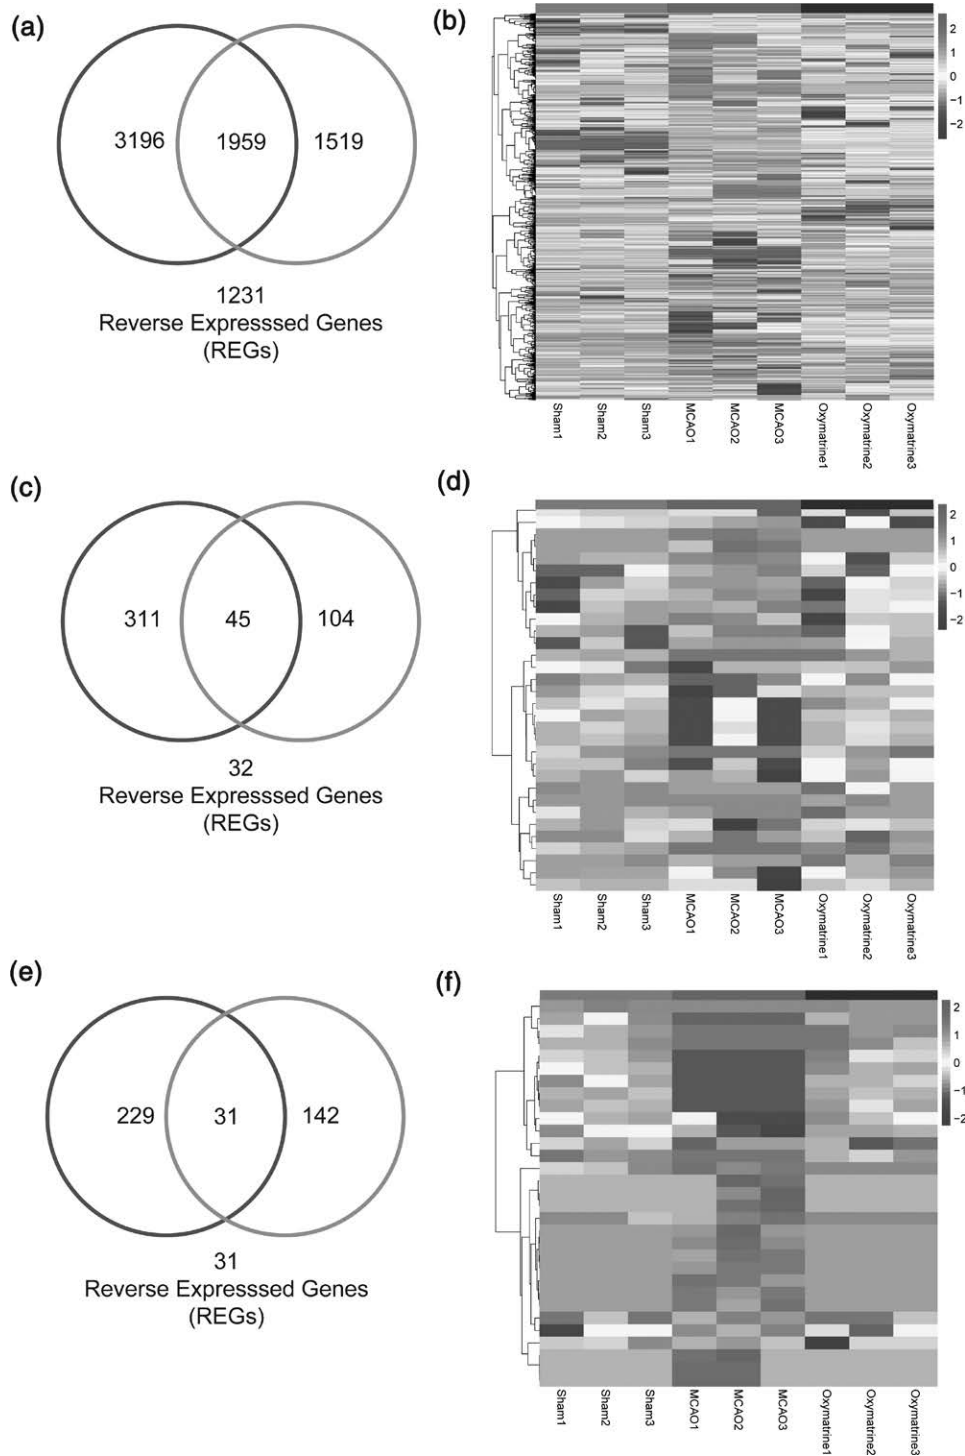 (a)
3196 1959 1519
1231
Reverse Expresssed Genes
(REGs)
(b)
2
1
0
−1
−2
Sham1
Sham2
Sham3
MCAO1
MCAO2
MCAO3
Oxymatrine1
Oxymatrine2
Oxymatrine3
(c)
311 45 104
32
Reverse Expresssed Genes
(REGs)
(d)
2
1
0
−1
−2
Sham1
Sham2
Sham3
MCAO1
MCAO2
MCAO3
Oxymatrine1
Oxymatrine2
Oxymatrine3
(e)
229 31 142
31
Reverse Expresssed Genes
(REGs)
(f)
2
1
0
−1
−2
Sham1
Sham2
Sham3
MCAO1
MCAO2
MCAO3
Oxymatrine1
Oxymatrine2
Oxymatrine3